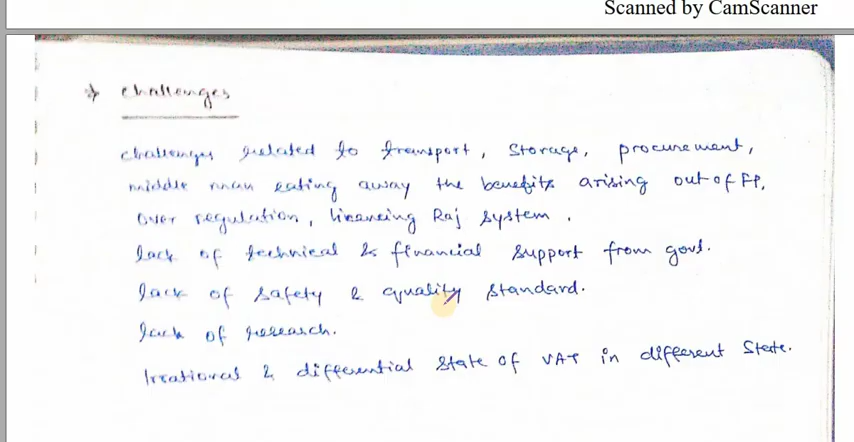 Scanned by CamScanner
→ Challenges
challenges related to transport, storage, procurement,
middle man eating away the benefits arising out of FP,
over regulation, licencing Raj system.
lack of technical & financial support from govt.
lack of safety & quality standard.
lack of research.
Irrational & differential state of VAT in different State.